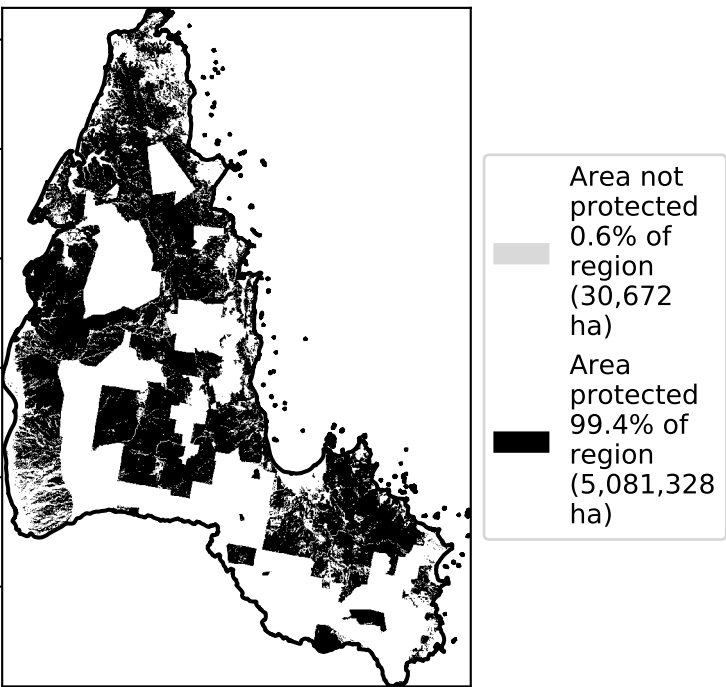 Area not
protected
0.6% of
region
(30,672
ha)
Area
protected
99.4% of
region
(5,081,328
ha)